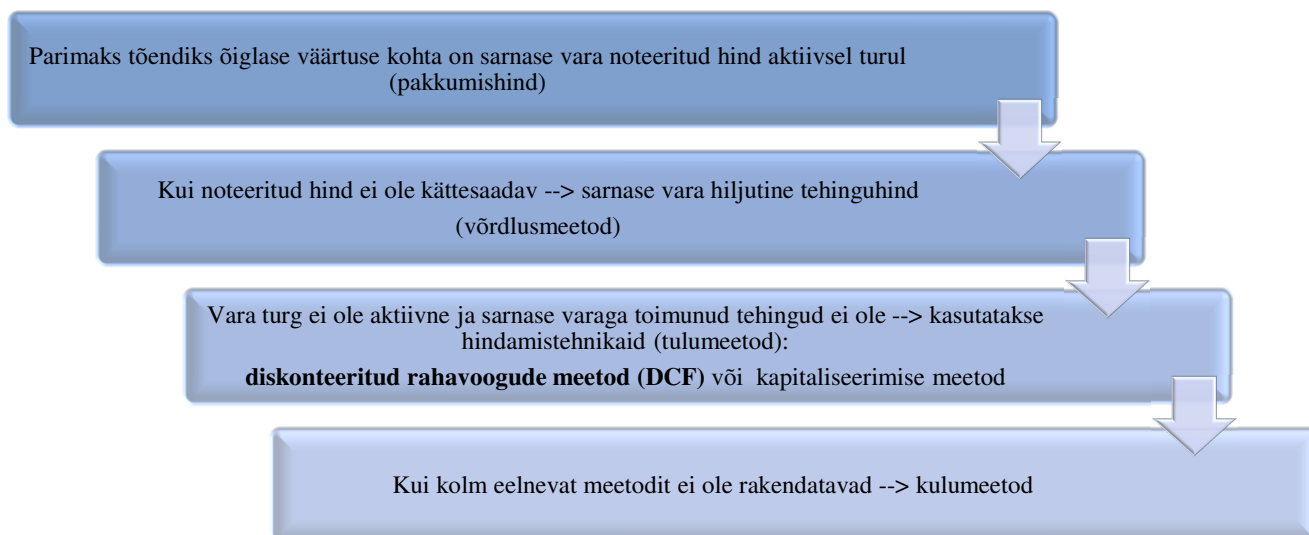 Parimaks tõendiks õiglase väärtuse kohta on sarnase vara noteeritud hind aktiivsel turul
(pakkumishind)
Kui noteeritud hind ei ole kättesaadav --> sarnase vara hiljutine tehinguhind
(võrdlusmeetod)
Vara turg ei ole aktiivne ja sarnase varaga toimunud tehingud ei ole --> kasutatakse
hindamistehnikaid (tulumeetod):
diskonteeritud rahavoogude meetod (DCF) või kapitaliseerimise meetod
Kui kolm eelnevat meetodit ei ole rakendatavad --> kulumeetod